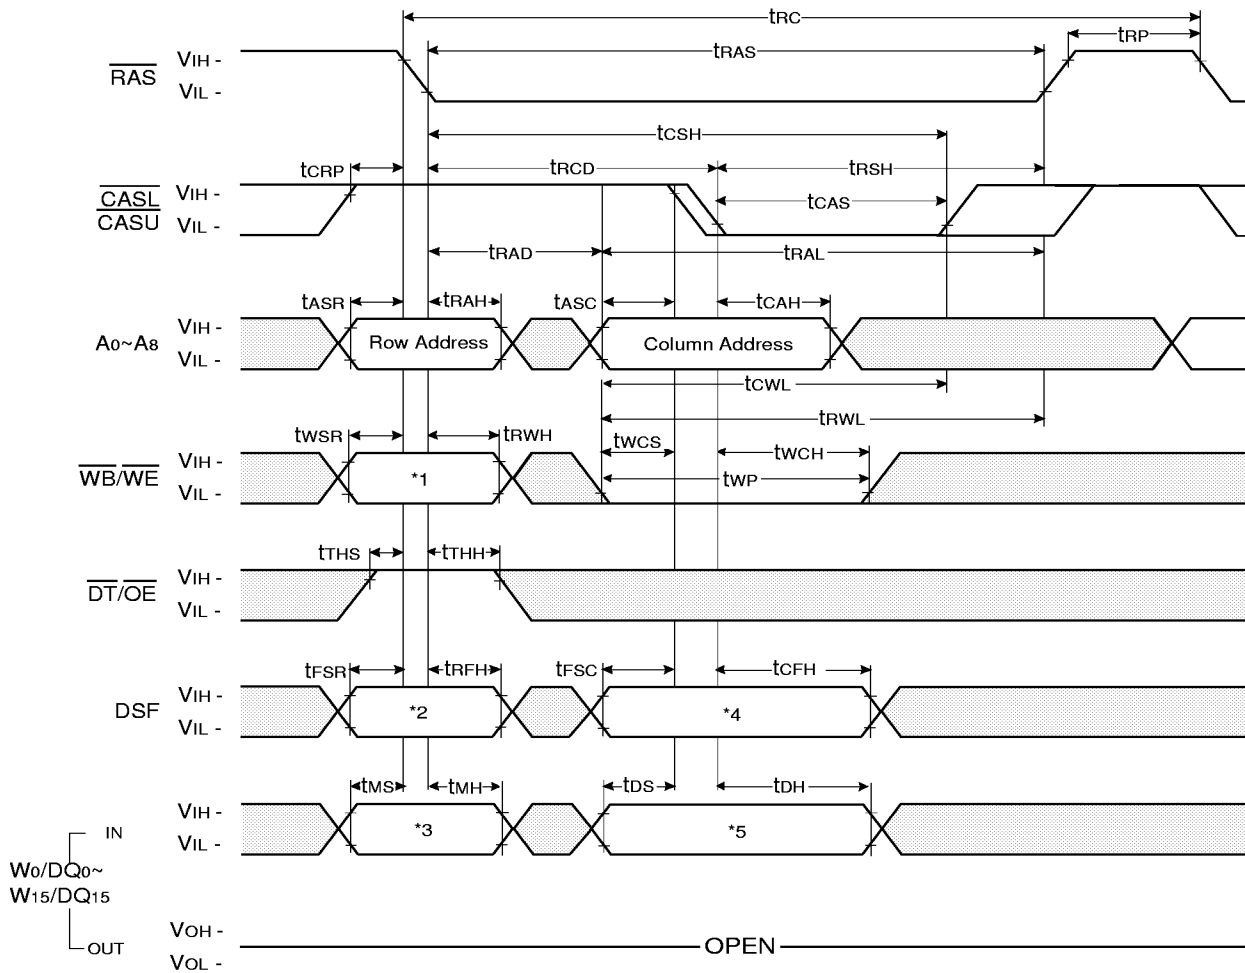 tRC
tRAS
tRP
RAS
VIH -
VIL -
tCSH
tCRP
tRCD
tRSH
CASL
CASU
VIH -
VIL -
tCAS
tRAD
tRAL
tASR
tRAH
tASC
tCAH
A0~A8
VIH -
VIL -
Row Address
Column Address
tCWL
tRWL
tWSR
tRWH
tWCS
tWCH
WB/WE
VIH -
VIL -
*1
tWP
tTHS
tTHH
DT/OE
VIH -
VIL -
tFSR
tRFH
tFSC
tCFH
DSF
VIH -
VIL -
*2
*4
tMS
tMH
tDS
tDH
VIH -
VIL -
*3
*5
IN
W0/DQ0~
W15/DQ15
OUT
VOH -
VOL -
OPEN